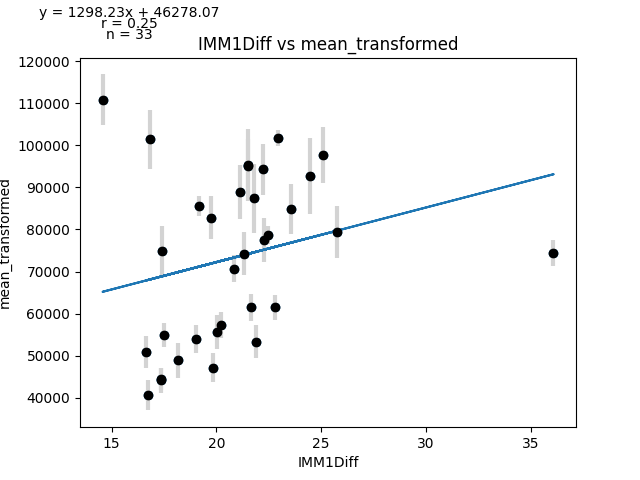 y = 1298.23x + 46278.07
r = 0.25
n = 33
IMM1Diff vs mean_transformed
120000
110000
100000
90000
80000
70000
60000
50000
40000
mean_transformed
15 20 25 30 35
IMM1Diff